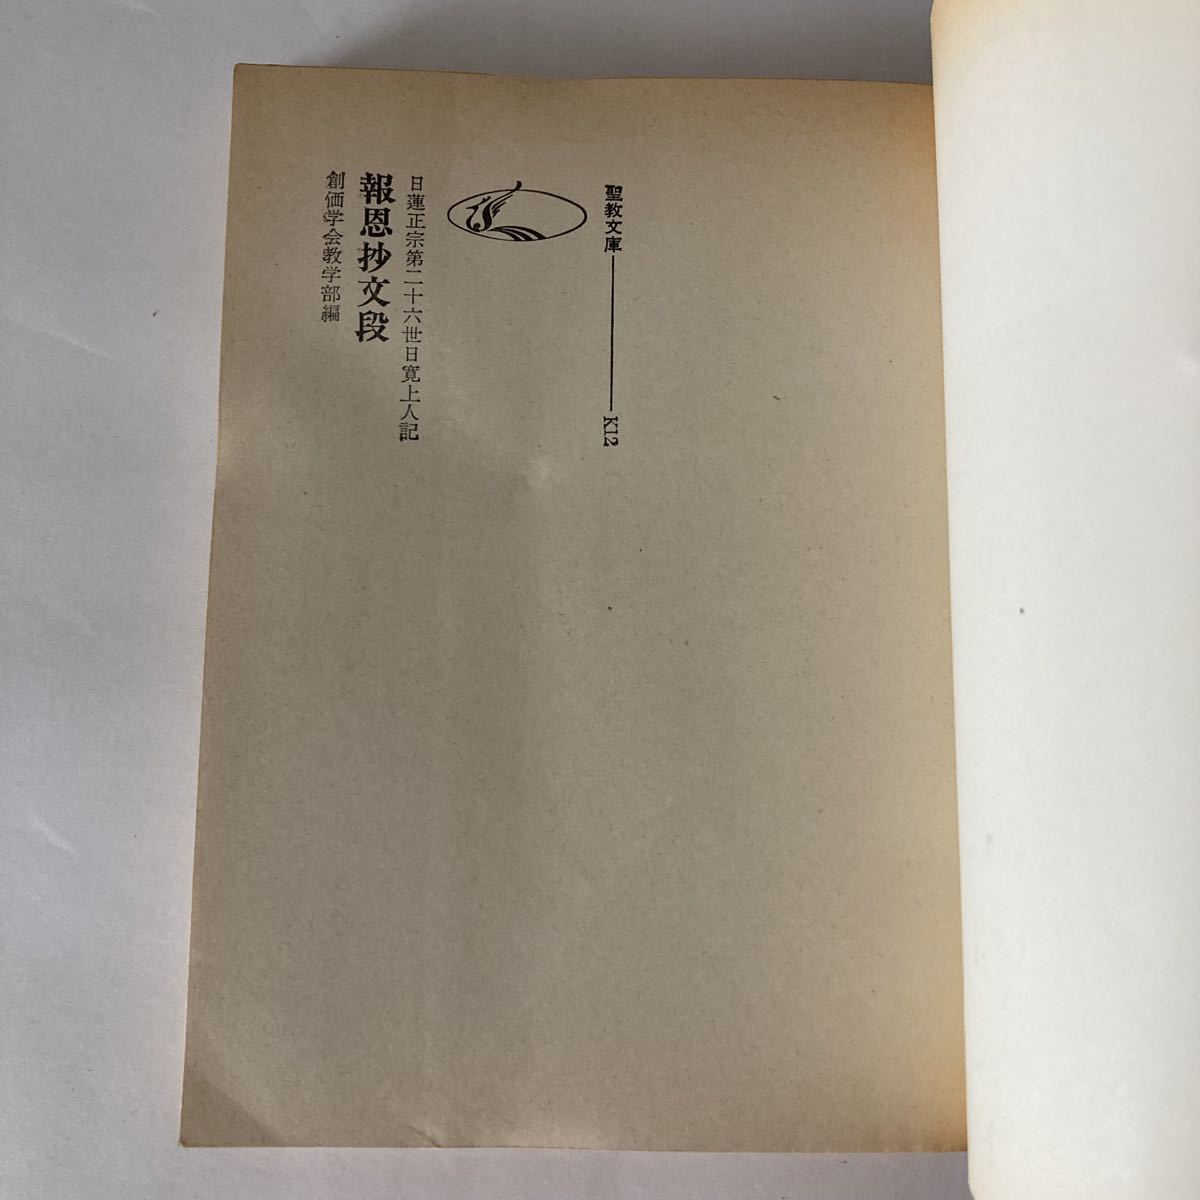 聖教文庫――K12
日蓮正宗第二十六世日寛上人記
報恩抄文段
創価学会教学部編